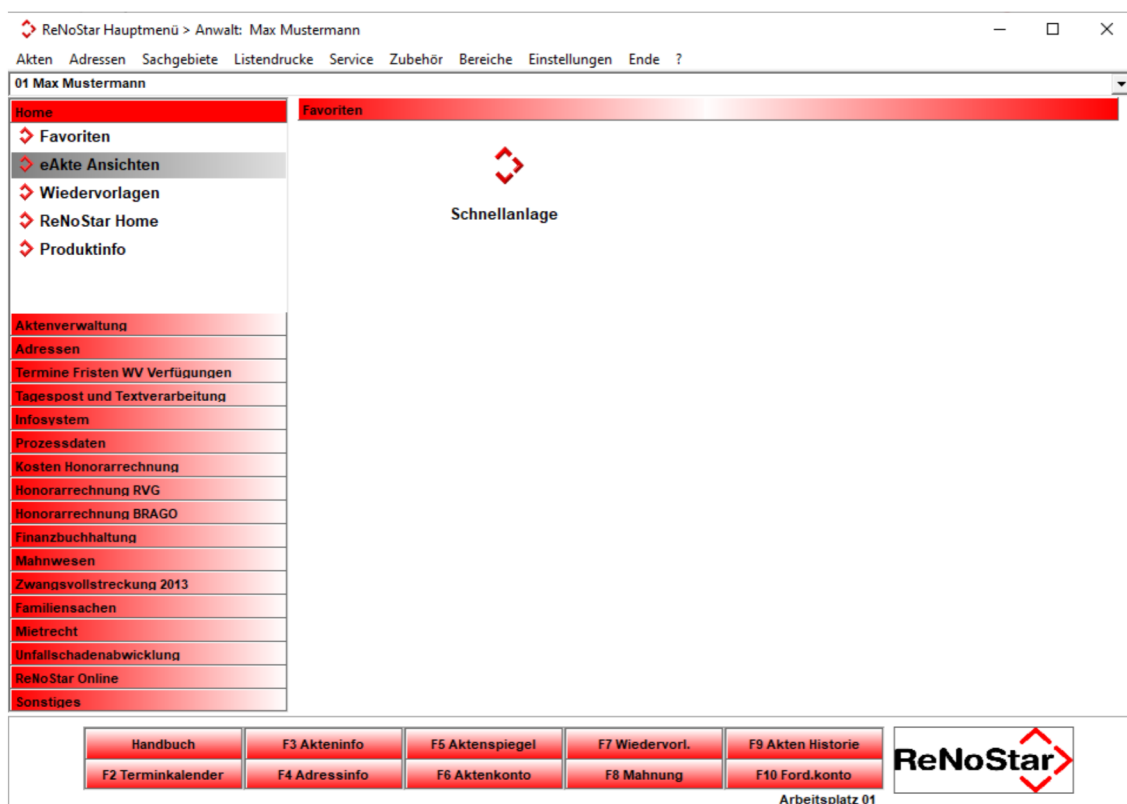 ReNoStar Hauptmenü > Anwalt: Max Mustermann
Akten Adressen Sachgebiete Listendrucke Service Zubehör Bereiche Einstellungen Ende ?
01 Max Mustermann
Home
Favoriten
eAkte Ansichten
Wiedervorlagen
ReNoStar Home
Produktinfo
Aktenverwaltung
Adressen
Termine Fristen WV Verfügungen
Tagespost und Textverarbeitung
Infosystem
Prozessdaten
Kosten Honorarrechnung
Honorarrechnung RVG
Honorarrechnung BRAGO
Finanzbuchhaltung
Mahnwesen
Zwangsvollstreckung 2013
Familiensachen
Mietrecht
Unfallschadenabwicklung
ReNoStar Online
Sonstiges
Favoriten
Schnellanlage
Handbuch F3 Akteninfo F5 Aktenspiegel F7 Wiedervorl. F9 Akten Historie
F2 Terminkalender F4 Adressinfo F6 Aktenkonto F8 Mahnung F10 Ford.konto
ReNoStar
Arbeitsplatz 01